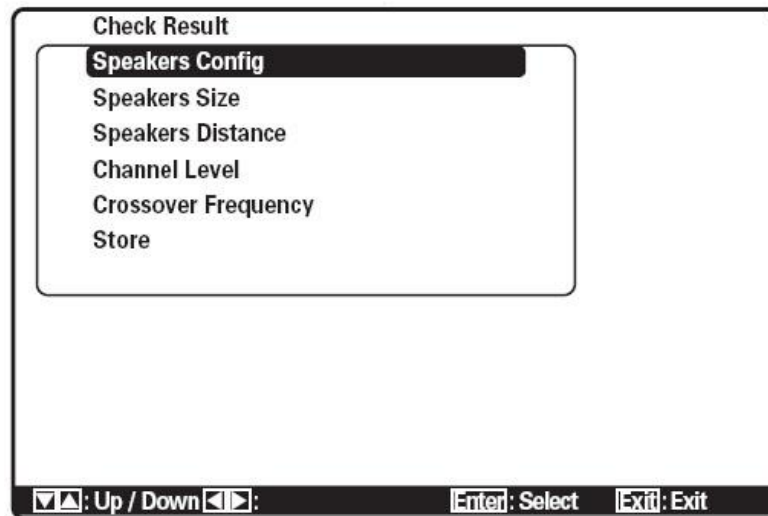 Check Result
Speakers Config
Speakers Size
Speakers Distance
Channel Level
Crossover Frequency
Store
▼▲: Up / Down ◀▶: Enter: Select Exit: Exit